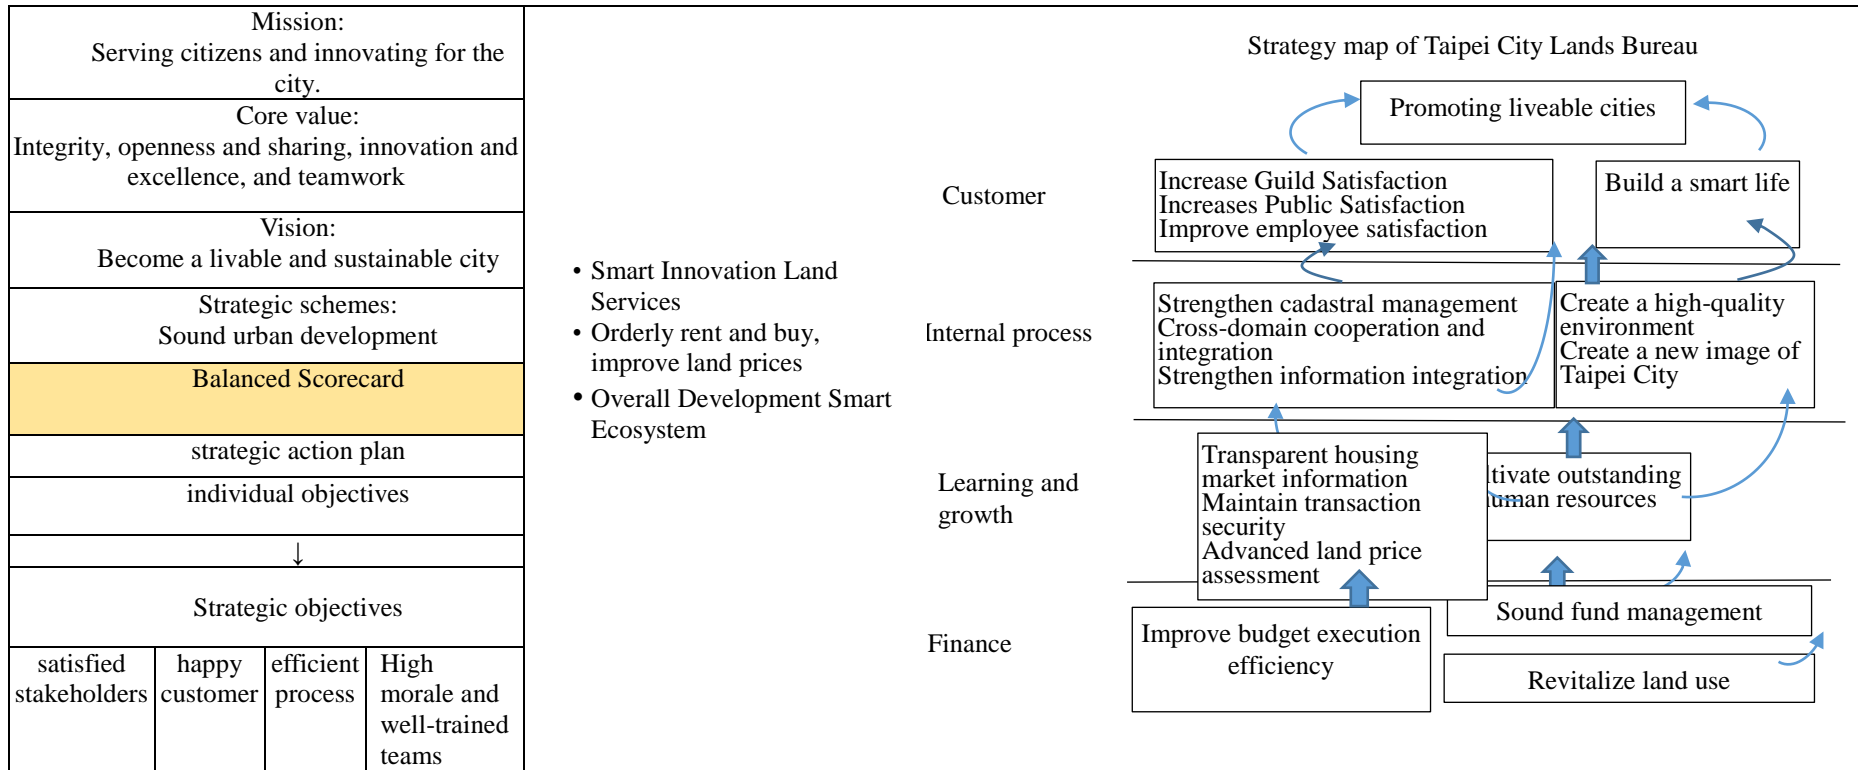 Mission:
Serving citizens and innovating for the
city.
Core value:
Integrity, openness and sharing, innovation and
excellence, and teamwork
Vision:
Become a livable and sustainable city
Strategic schemes:
Sound urban development
Balanced Scorecard
strategic action plan
individual objectives
↓
Strategic objectives
satisfied
stakeholders
happy
customer
efficient
process
High
morale and
well-trained
teams
• Smart Innovation Land
Services
• Orderly rent and buy,
improve land prices
• Overall Development Smart
Ecosystem
Strategy map of Taipei City Lands Bureau
Promoting liveable cities
Customer
Increase Guild Satisfaction
Increases Public Satisfaction
Improve employee satisfaction
Build a smart life
Internal process
Strengthen cadastral management
Cross-domain cooperation and
integration
Strengthen information integration
Create a high-quality
environment
Create a new image of
Taipei City
Learning and
growth
Transparent housing
market information
Maintain transaction
security
Advanced land price
assessment
ltivate outstanding
human resources
Finance
Improve budget execution
efficiency
Sound fund management
Revitalize land use